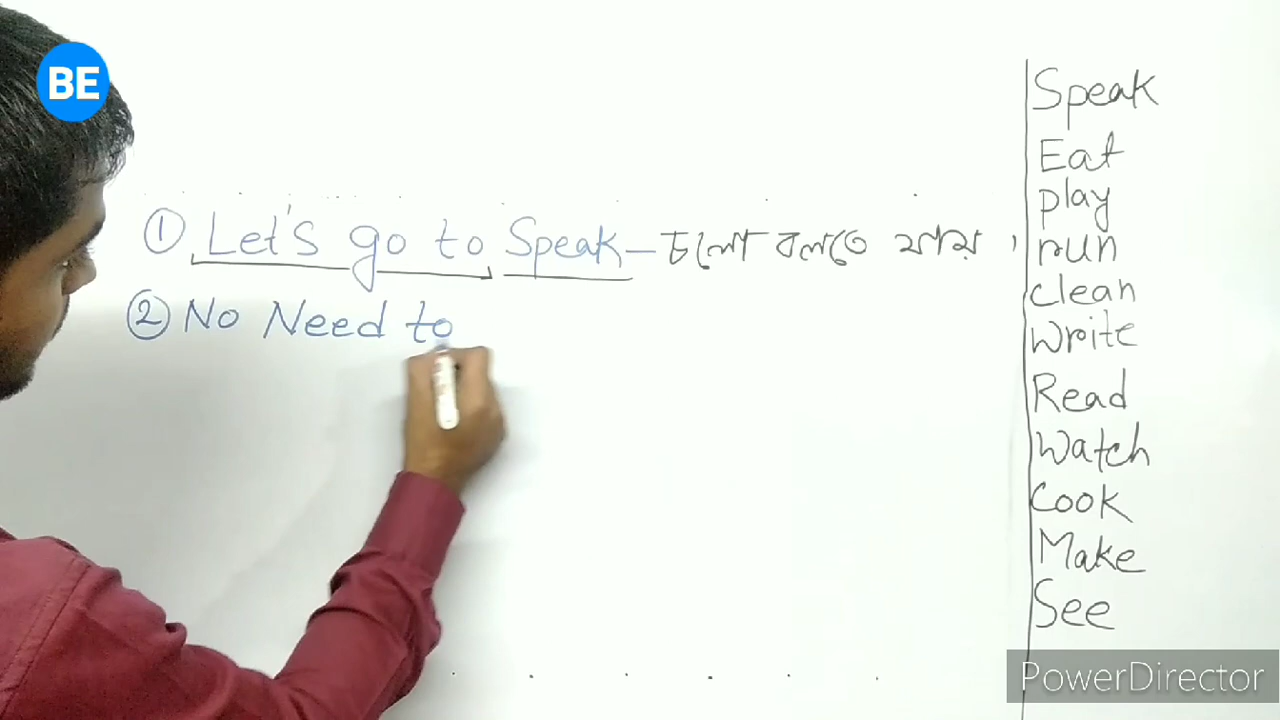 BE
① Let's go to Speak – চলো বলতে যায় ।
② No Need to
Speak
Eat
play
run
clean
Write
Read
Watch
Cook
Make
See
PowerDirector